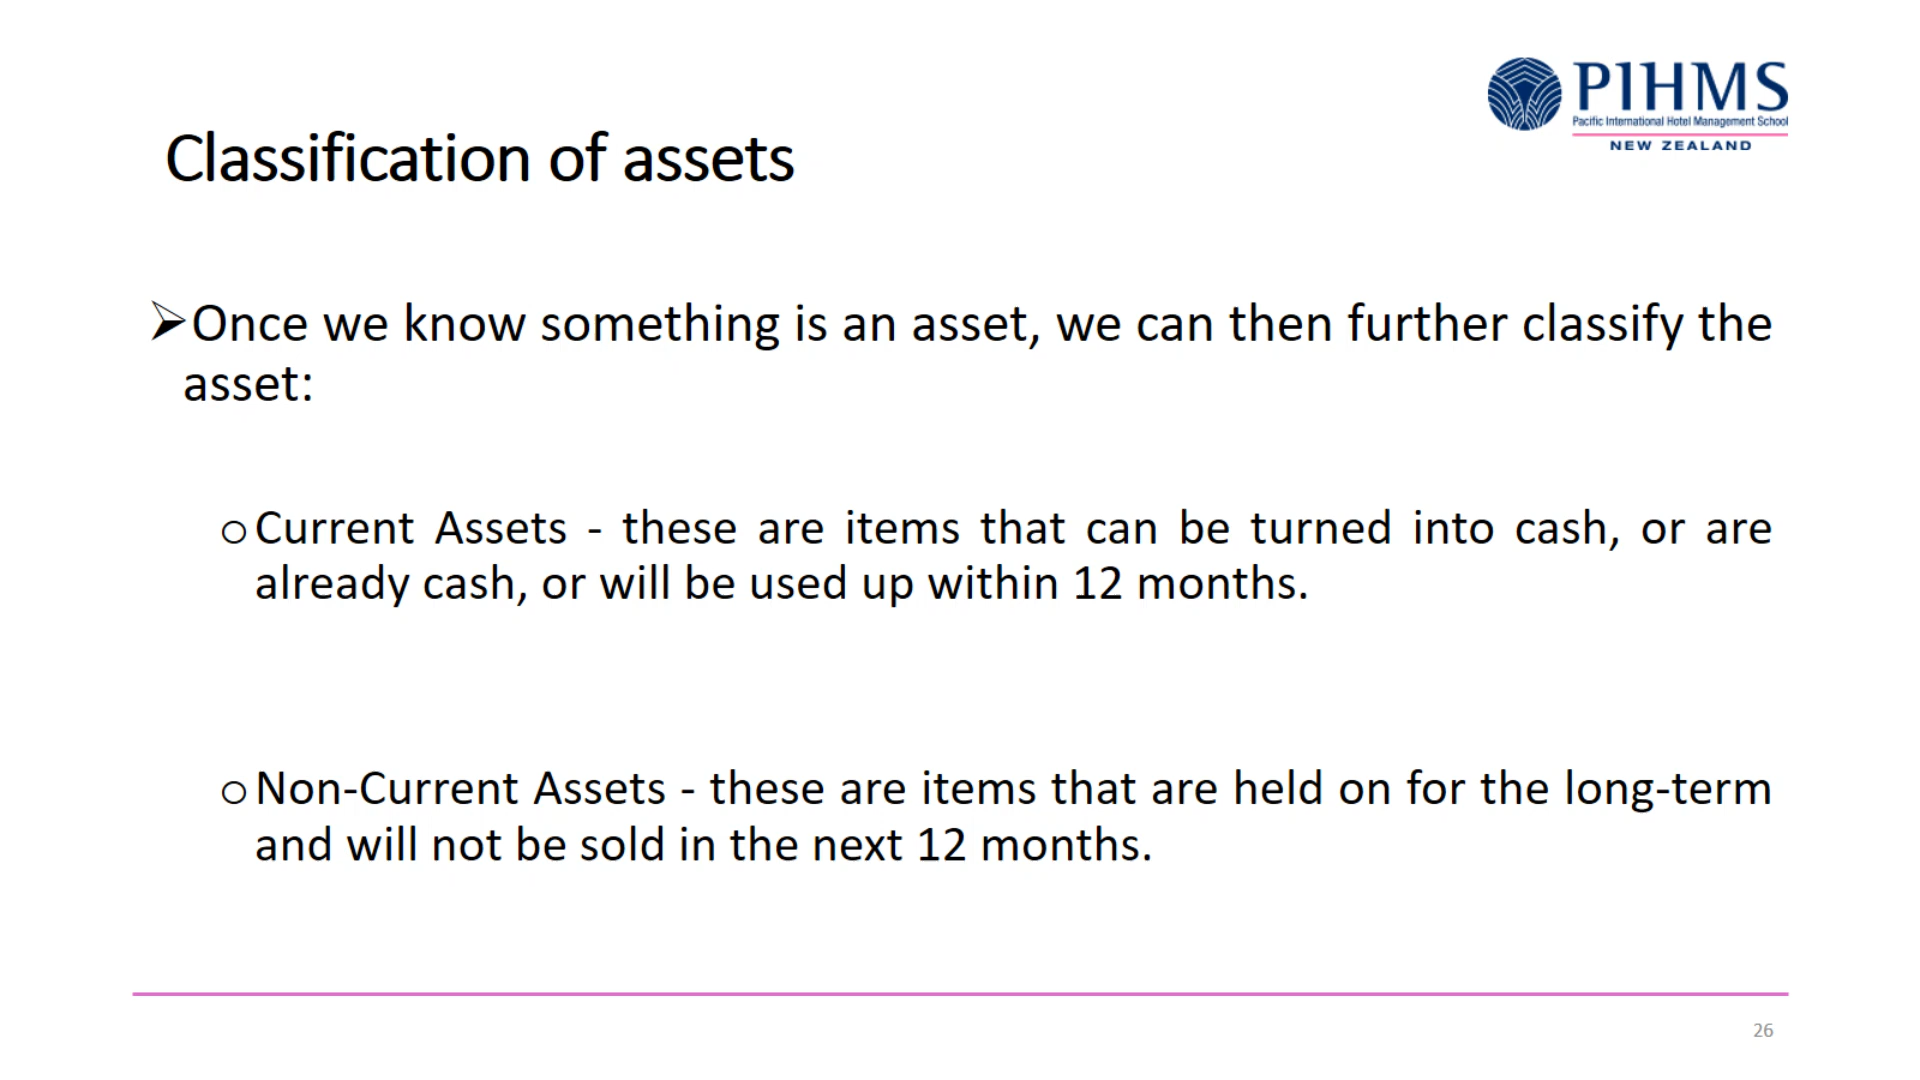 PIHMS
Pacific International Hotel Management School
NEW ZEALAND
Classification of assets
➢Once we know something is an asset, we can then further classify the
asset:
o Current Assets - these are items that can be turned into cash, or are
already cash, or will be used up within 12 months.
o Non-Current Assets - these are items that are held on for the long-term
and will not be sold in the next 12 months.
26